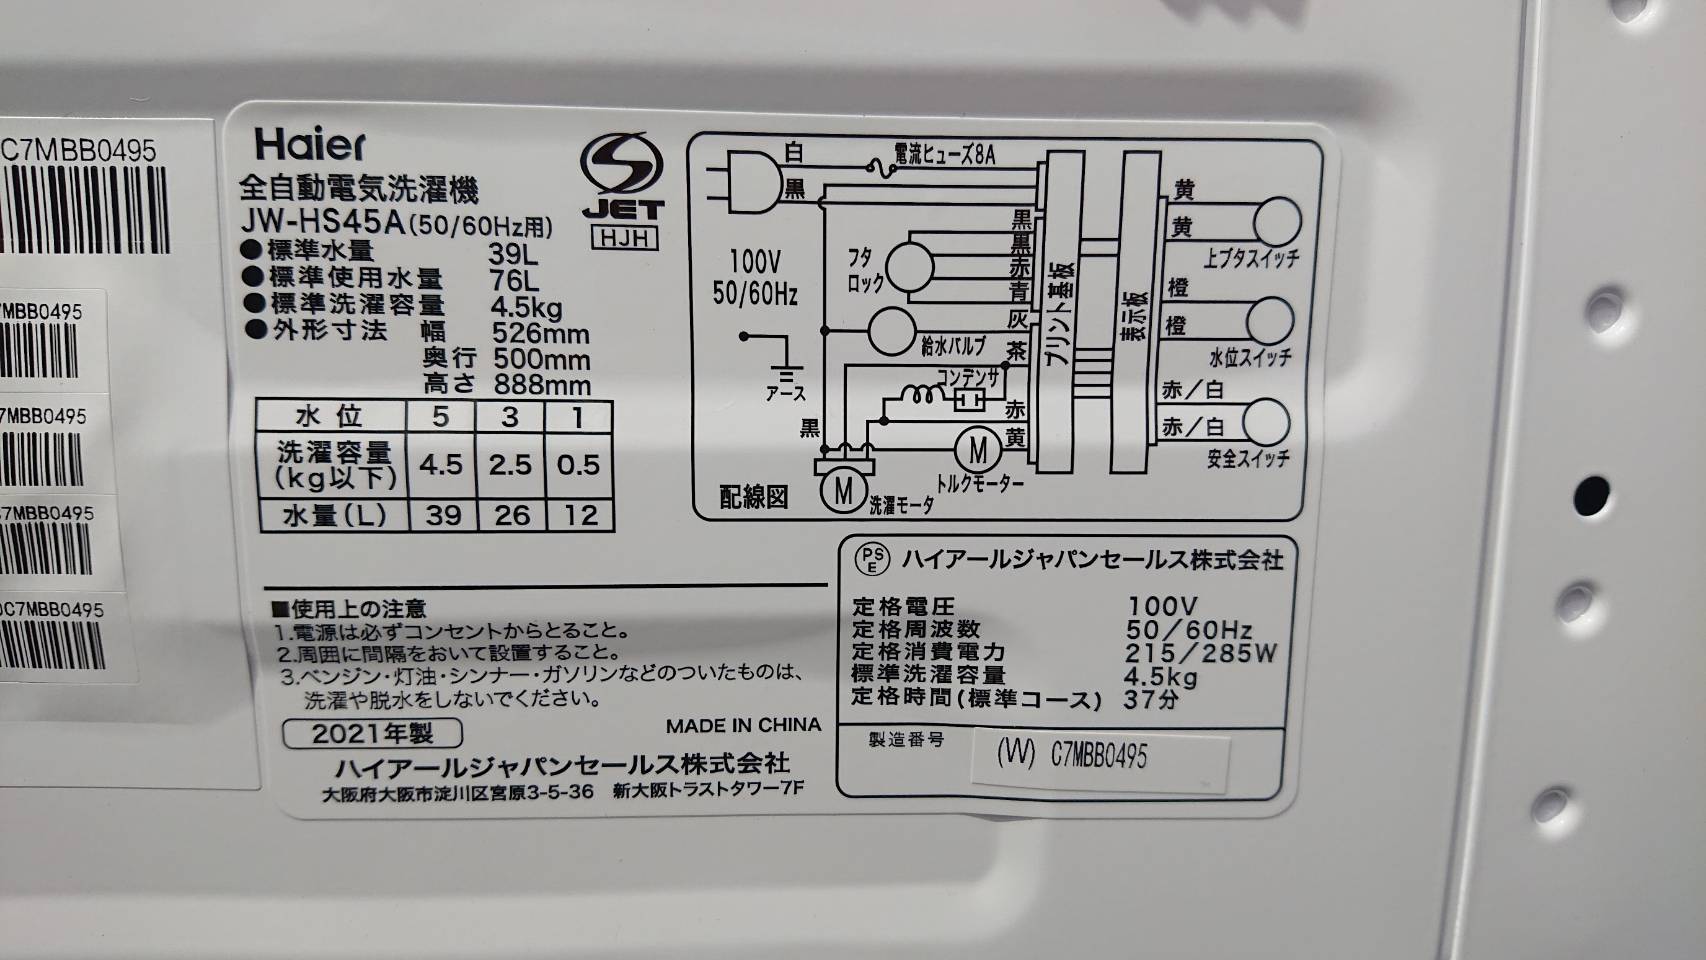 C7MBB0495
7MBB0495
7MBB0495
57MBB0495
0C7MBB0495
Haier
全自動電気洗濯機
JW-HS45A(50/60Hz用)
●標準水量 39L
●標準使用水量 76L
●標準洗濯容量 4.5kg
●外形寸法 幅 526mm
奥行 500mm
高さ 888mm
JET
HJH
水位 5 3 1
洗濯容量(kg以下) 4.5 2.5 0.5
水量(L) 39 26 12
白
黒
電流ヒューズ8A
100V
50/60Hz
アース
フタロック
黒
黒
赤
青
灰
給水バルブ
茶
コンデンサ
赤
黄
黒
M
トルクモーター
M
洗濯モータ
プリント基板
表示板
黄
黄
上ブタスイッチ
橙
橙
水位スイッチ
赤/白
赤/白
安全スイッチ
配線図
■使用上の注意
1.電源は必ずコンセントからとること。
2.周囲に間隔をおいて設置すること。
3.ベンジン・灯油・シンナー・ガソリンなどのついたものは、
洗濯や脱水をしないでください。
2021年製
MADE IN CHINA
ハイアールジャパンセールス株式会社
大阪府大阪市淀川区宮原3-5-36 新大阪トラストタワー7F
PSE ハイアールジャパンセールス株式会社
定格電圧 100V
定格周波数 50/60Hz
定格消費電力 215/285W
標準洗濯容量 4.5kg
定格時間(標準コース) 37分
製造番号 (W) C7MBB0495